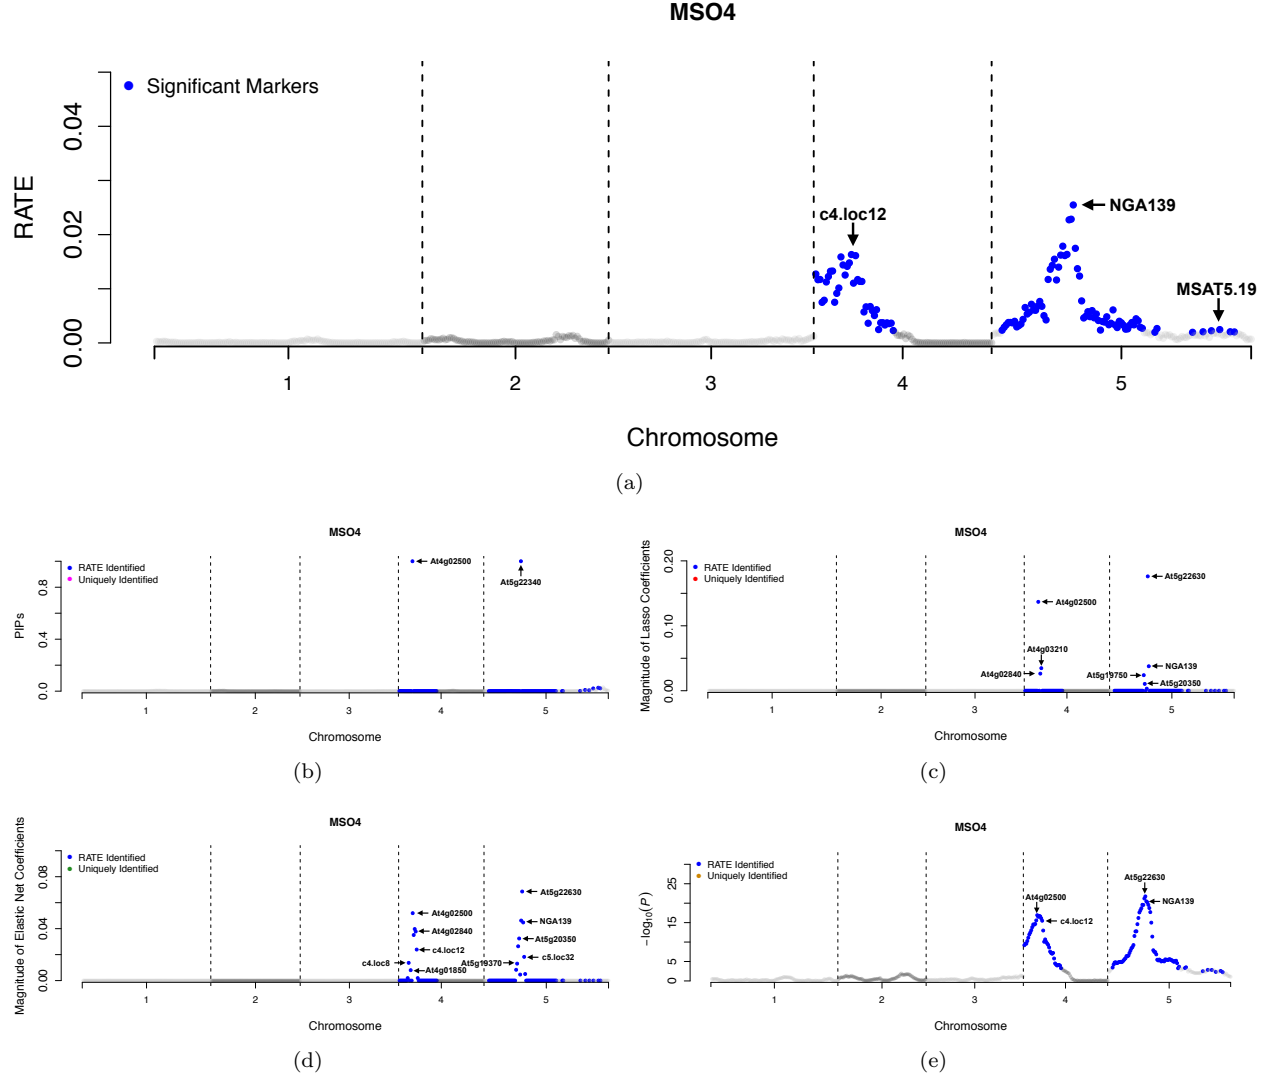 MSO4
Significant Markers
RATE
0.00
0.02
0.04
c4.loc12
NGA139
MSAT5.19
1 2 3 4 5
Chromosome
(a)
MSO4
RATE Identified
Uniquely Identified
PIPs
0.0
0.4
0.8
At4g02500
At5g22340
1 2 3 4 5
Chromosome
(b)
MSO4
RATE Identified
Uniquely Identified
Magnitude of Lasso Coefficients
0.00
0.10
0.20
At5g22630
At4g02500
At4g03210
At4g02840
NGA139
At5g19750
At5g20350
1 2 3 4 5
Chromosome
(c)
MSO4
RATE Identified
Uniquely Identified
Magnitude of Elastic Net Coefficients
0.00
0.04
0.08
At5g22630
At4g02500
NGA139
At4g02840
At5g20350
c4.loc12
c5.loc32
c4.loc8
At5g19370
At4g01850
1 2 3 4 5
Chromosome
(d)
MSO4
RATE Identified
Uniquely Identified
−log10(P)
0
5
15
25
At5g22630
At4g02500
NGA139
c4.loc12
1 2 3 4 5
Chromosome
(e)